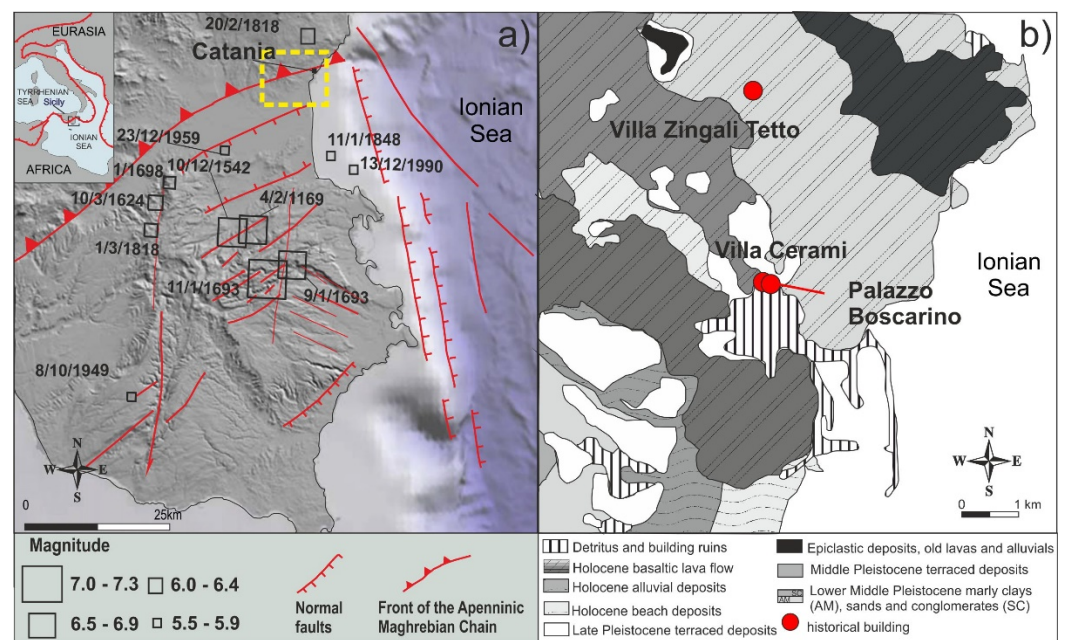 EURASIA
TYRRHENIAN
SEA
Sicily
IONIAN
SEA
AFRICA
20/2/1818
Catania
a)
Ionian
Sea
23/12/1959
11/1/1848
13/12/1990
1/1698
10/12/1542
10/3/1624
4/2/1169
1/3/1818
11/1/1693
9/1/1693
8/10/1949
N
W E
S
0 25km
Magnitude
7.0 - 7.3
6.0 - 6.4
6.5 - 6.9
5.5 - 5.9
Normal
faults
Front of the Apenninic
Maghrebian Chain
b)
Villa Zingali Tetto
Villa Cerami
Palazzo
Boscarino
Ionian
Sea
N
W E
S
0 1 km
Detritus and building ruins
Holocene basaltic lava flow
Holocene alluvial deposits
Holocene beach deposits
Late Pleistocene terraced deposits
Epiclastic deposits, old lavas and alluvials
Middle Pleistocene terraced deposits
SC
AM
Lower Middle Pleistocene marly clays
(AM), sands and conglomerates (SC)
historical building